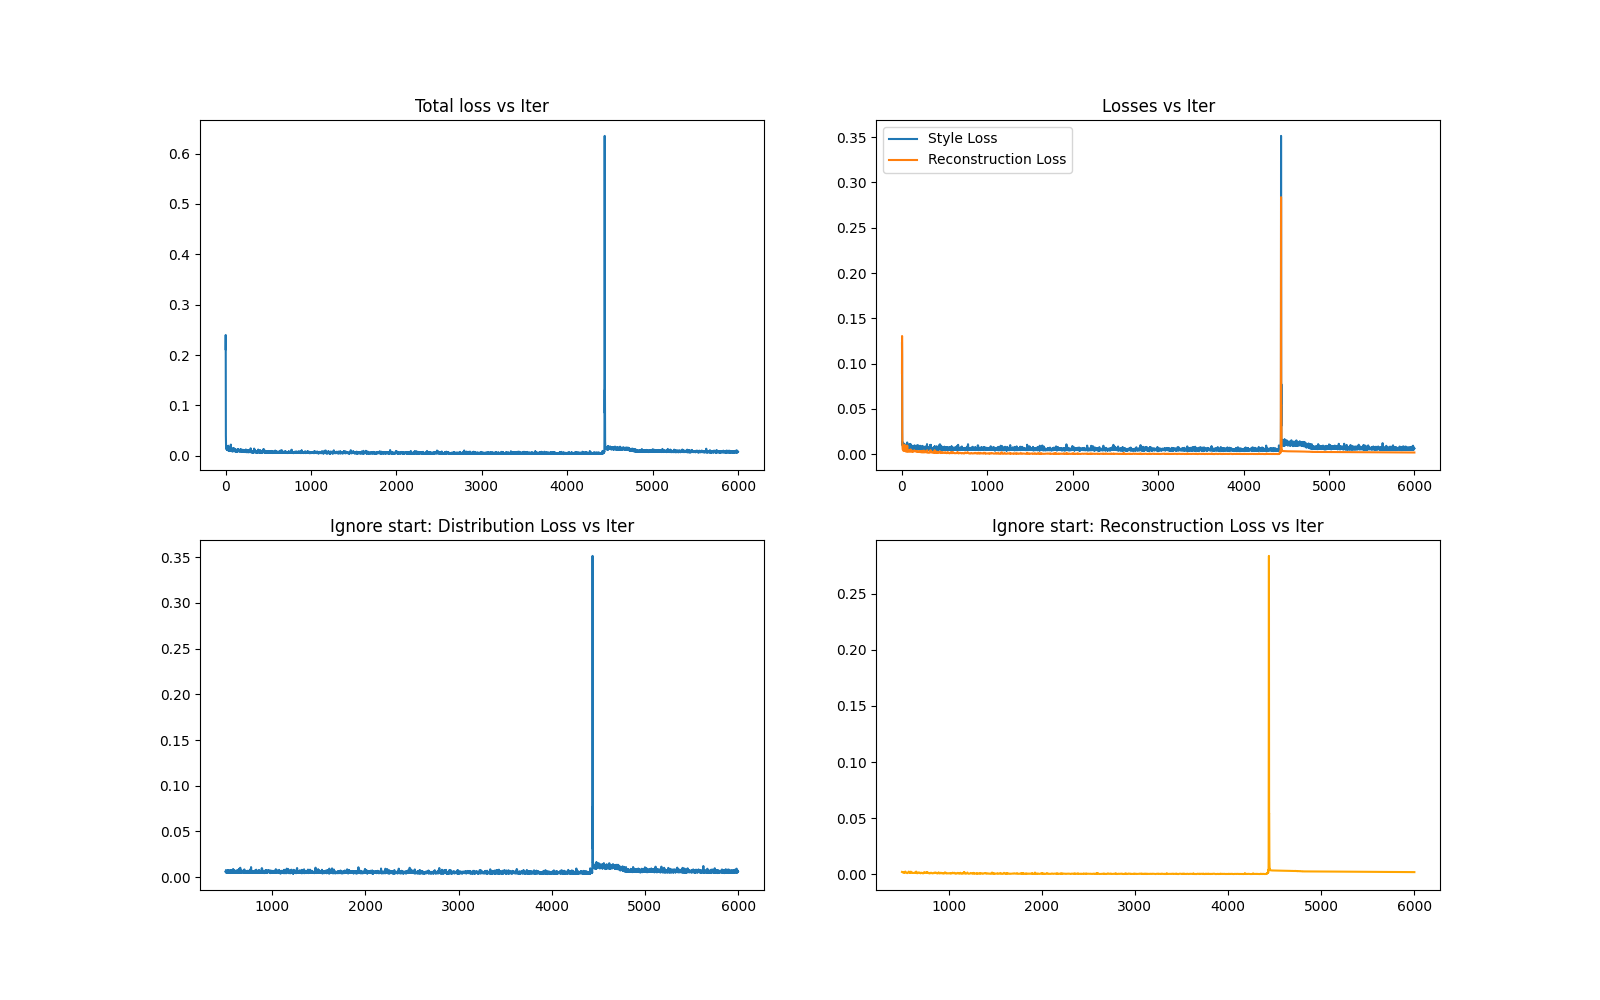 Total loss vs Iter
0.6
0.5
0.4
0.3
0.2
0.1
0.0
0 1000 2000 3000 4000 5000 6000
Losses vs Iter
Style Loss
Reconstruction Loss
0.35
0.30
0.25
0.20
0.15
0.10
0.05
0.00
0 1000 2000 3000 4000 5000 6000
Ignore start: Distribution Loss vs Iter
0.35
0.30
0.25
0.20
0.15
0.10
0.05
0.00
1000 2000 3000 4000 5000 6000
Ignore start: Reconstruction Loss vs Iter
0.25
0.20
0.15
0.10
0.05
0.00
1000 2000 3000 4000 5000 6000